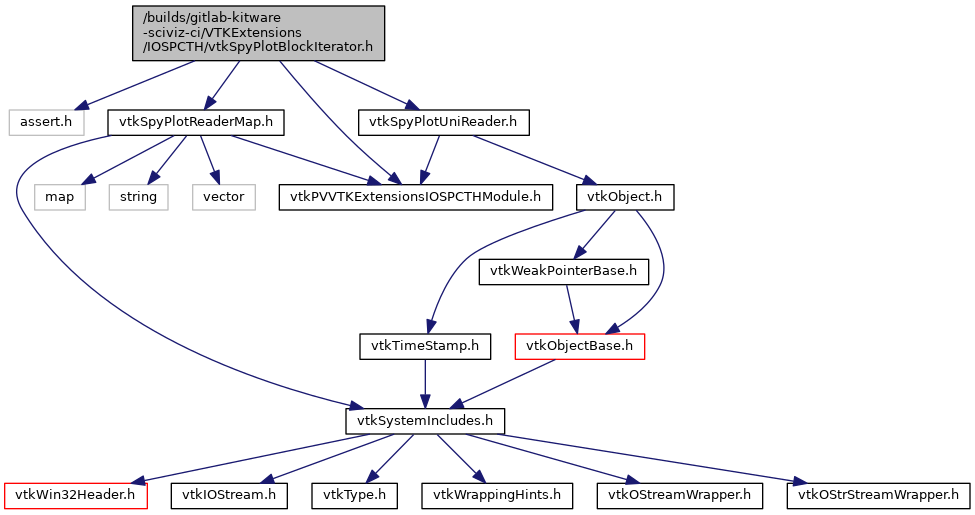 /builds/gitlab-kitware
-sciviz-ci/VTKExtensions
/IOSPCTH/vtkSpyPlotBlockIterator.h
assert.h
vtkSpyPlotReaderMap.h
vtkSpyPlotUniReader.h
map
string
vector
vtkPVVTKExtensionsIOSPCTHModule.h
vtkObject.h
vtkWeakPointerBase.h
vtkTimeStamp.h
vtkObjectBase.h
vtkSystemIncludes.h
vtkWin32Header.h
vtkIOStream.h
vtkType.h
vtkWrappingHints.h
vtkOStreamWrapper.h
vtkOStrStreamWrapper.h